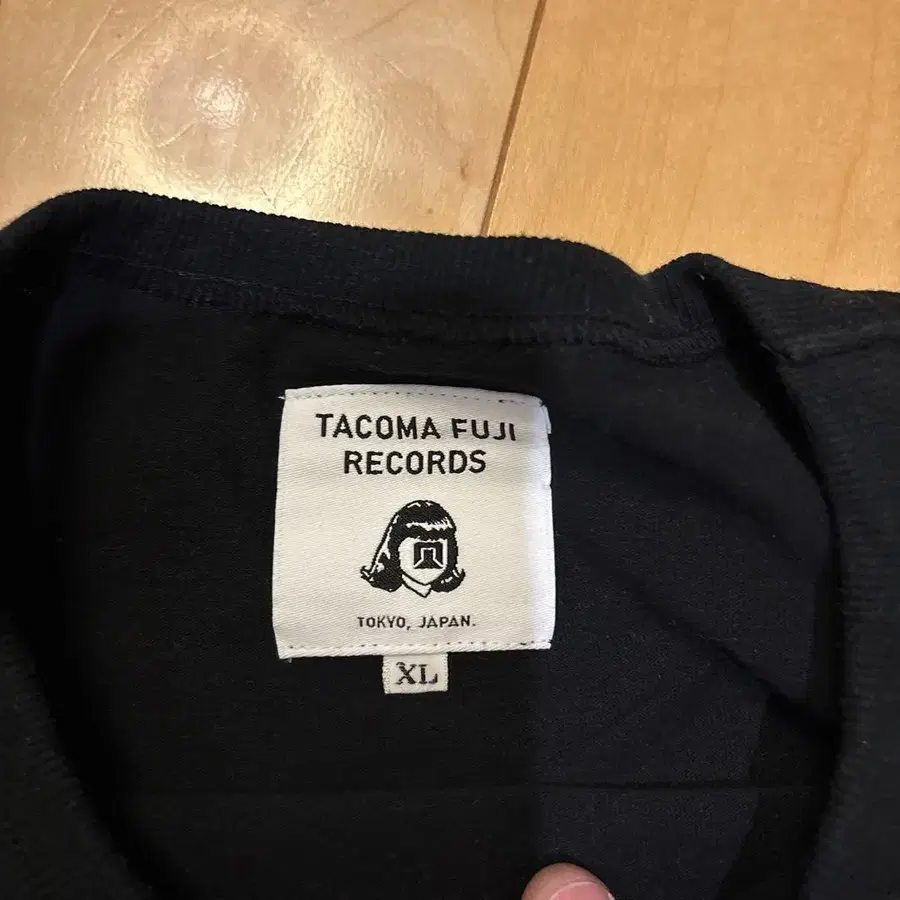 TACOMA FUJI
RECORDS
TOKYO, JAPAN.
XL